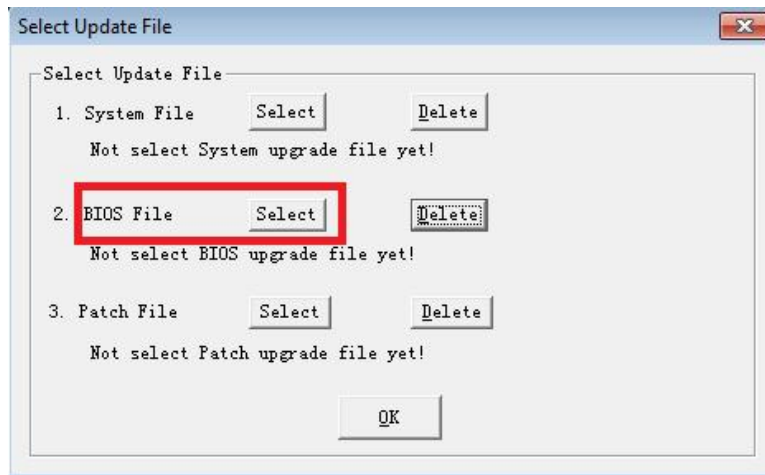 Select Update File
Select Update File
1. System File Select Delete
Not select System upgrade file yet!
2. BIOS File Select Delete
Not select BIOS upgrade file yet!
3. Patch File Select Delete
Not select Patch upgrade file yet!
OK